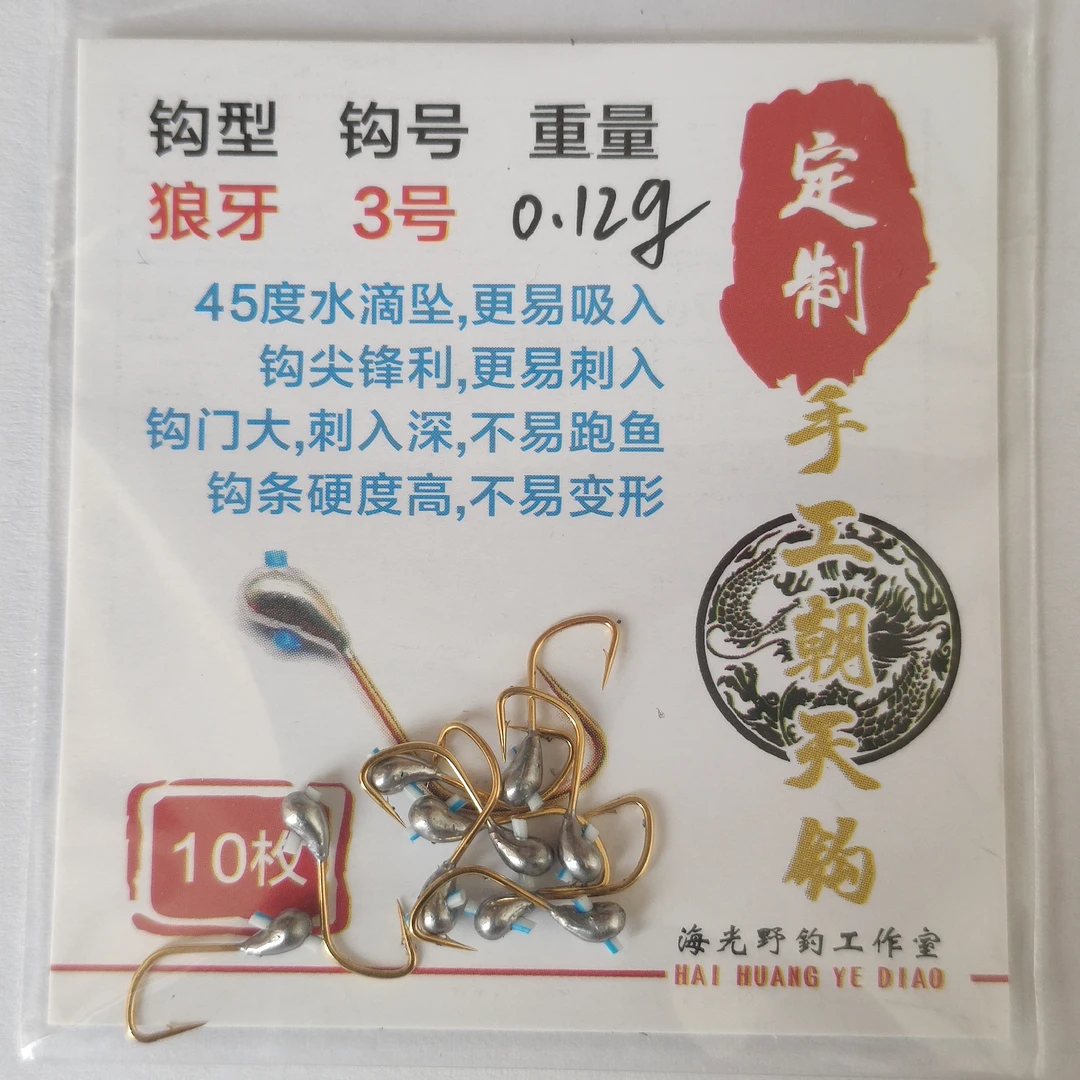 钩型 钩号 重量
狼牙 3号 0.12g
45度水滴坠,更易吸入
钩尖锋利,更易刺入
钩门大,刺入深,不易跑鱼
钩条硬度高,不易变形
10枚
定制
手工朝天钩
海光野钓工作室
HAI HUANG YE DIAO